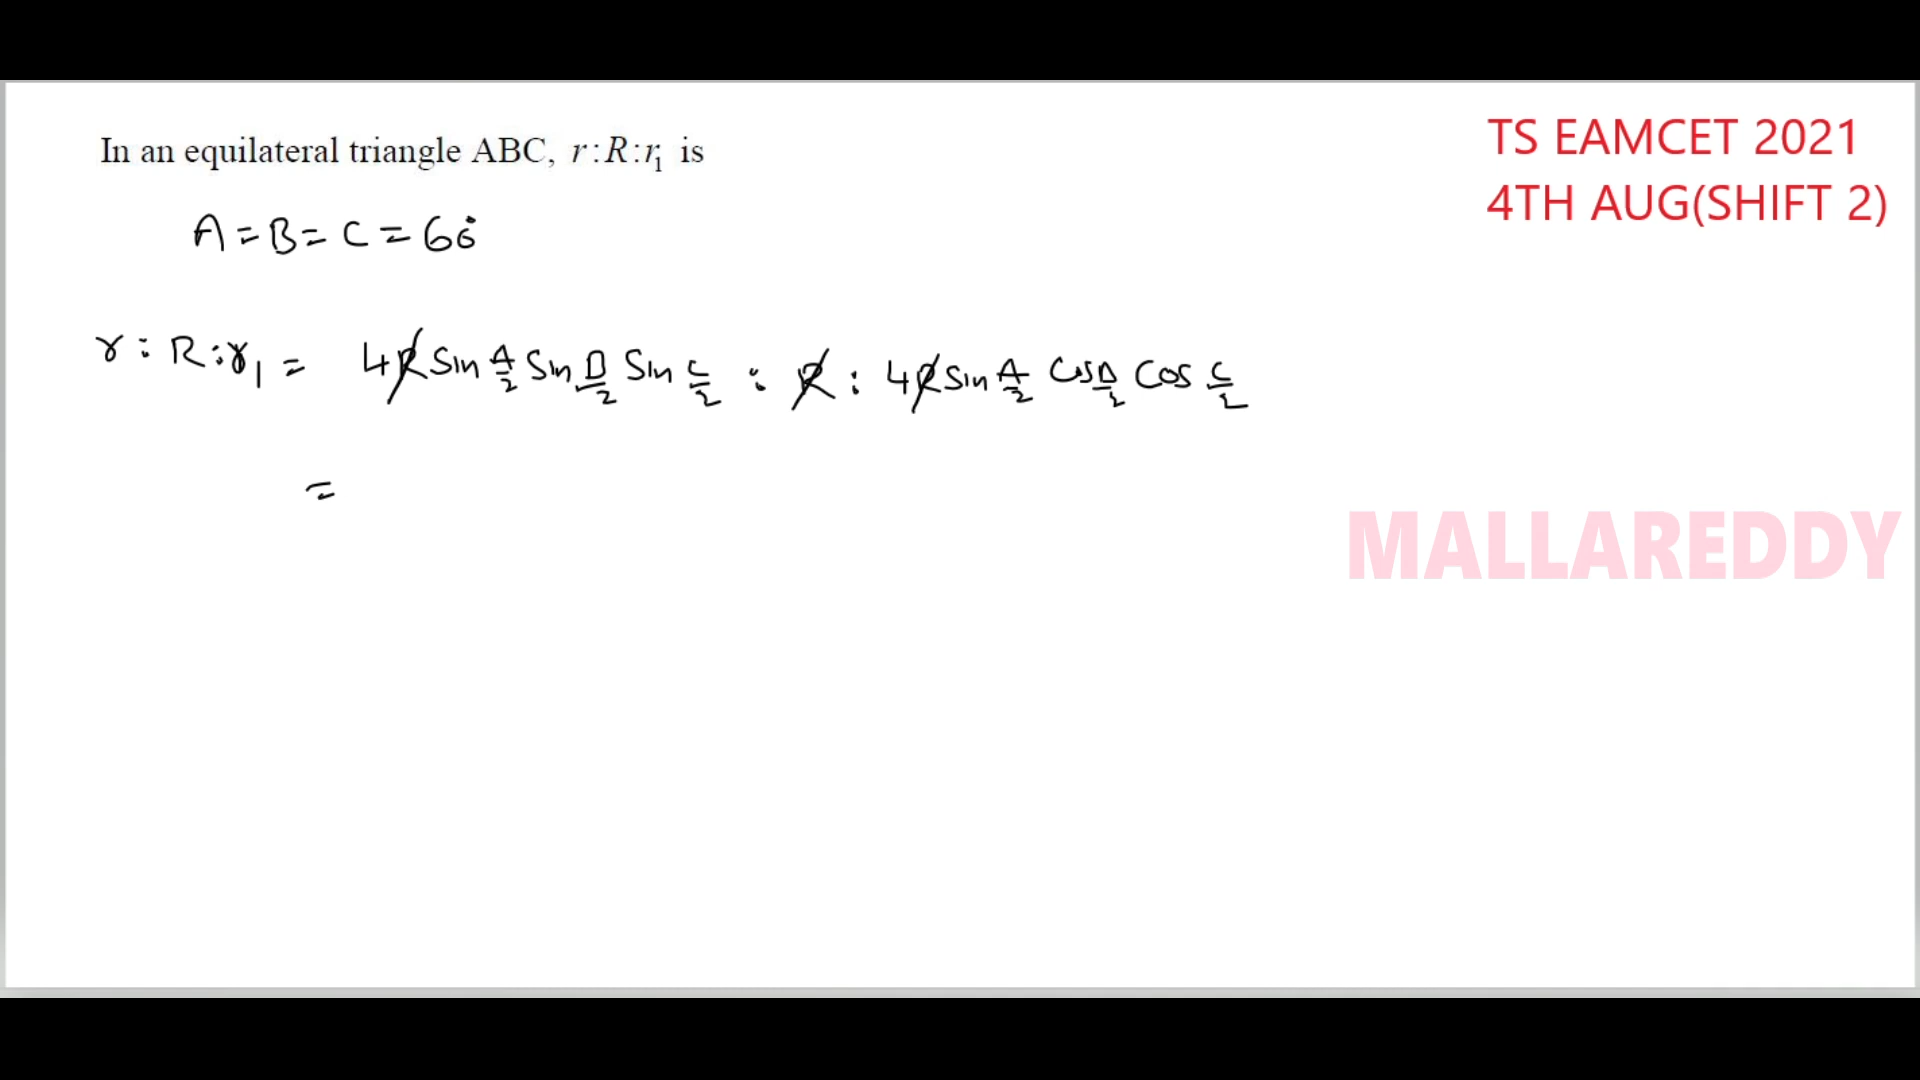 In an equilateral triangle ABC, r:R:r₁ is
TS EAMCET 2021
4TH AUG(SHIFT 2)
A = B = C = 60°
r : R : r₁ = 4R Sin A/2 Sin B/2 Sin C/2 : R : 4R Sin A/2 Cos B/2 Cos C/2
=
MALLAREDDY